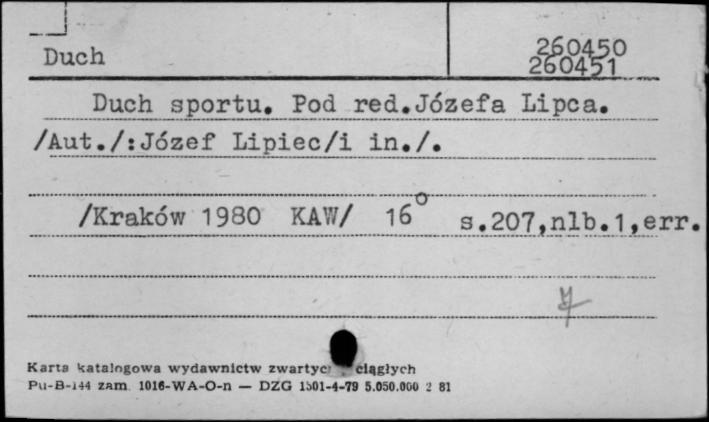 Duch
260450
260451
Duch sportu. Pod red.Józefa Lipca.
/Aut./:Józef Lipiec/i in./.
/Kraków 1980 KAW/ 16° s.207,nlb.1,err.
Karta katalogowa wydawnictw zwartyc ciągłych
Pu-B-144 zam. 1016-WA-O-n — DZG 1501-4-79 5.050.000 2 81